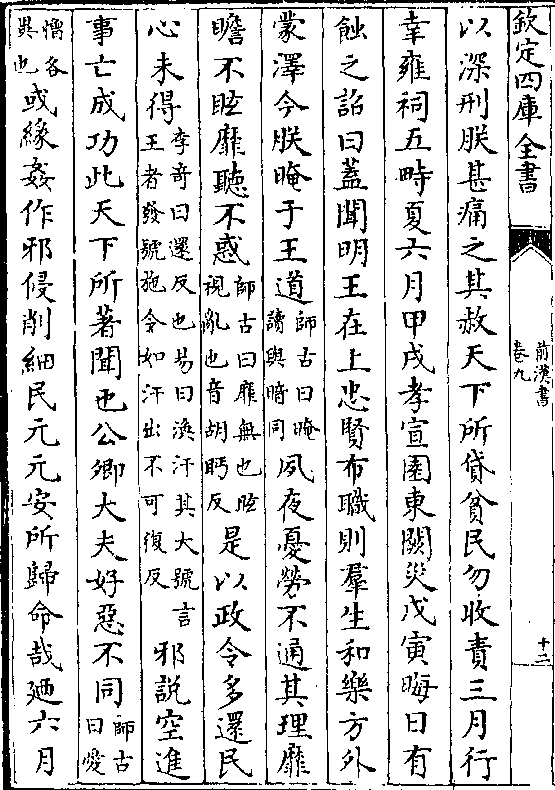 欽定四庫全書
前漢書
卷九
十二
以深刑朕甚痛之其赦天下所貸貧民勿收責三月行
幸雍祠五畤夏六月甲戌孝宣園東闕災戊寅晦日有
蝕之詔曰蓋聞明王在上忠賢布職則羣生和樂方外
蒙澤今朕晻于王道師古曰晻讀與暗同夙夜憂勞不通其理靡
瞻不眩靡聽不惑師古曰靡無也眩視亂也音胡眄反是以政令多還民
心未得李奇曰還反也易曰渙汗其大號言王者發號施令如汗出不可復反邪說空進
事亡成功此天下所著聞也公卿大夫好惡不同師古曰愛
憎各異也或緣姦作邪侵削細民元元安所歸命哉廼六月